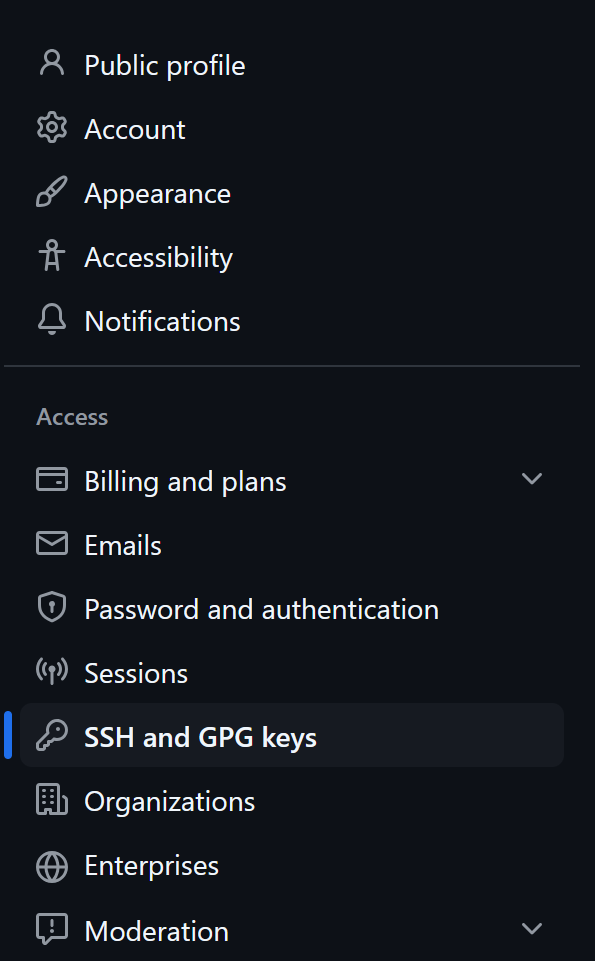 Public profile
Account
Appearance
Accessibility
Notifications
Access
Billing and plans
Emails
Password and authentication
Sessions
SSH and GPG keys
Organizations
Enterprises
Moderation